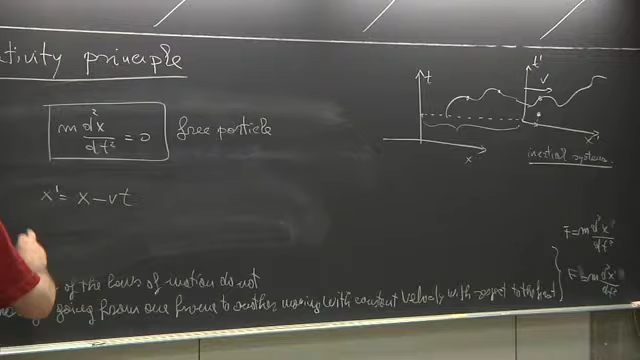 ativity principle
m d²x/dt² = 0 free particle
x' = x - vt
of the laws of motion do not
going from one frame to another moving with constant velocity with respect to the first
t
x
t'
v
x'
inertial systems
F = m d²x/dt²
F = m d²x'/dt²